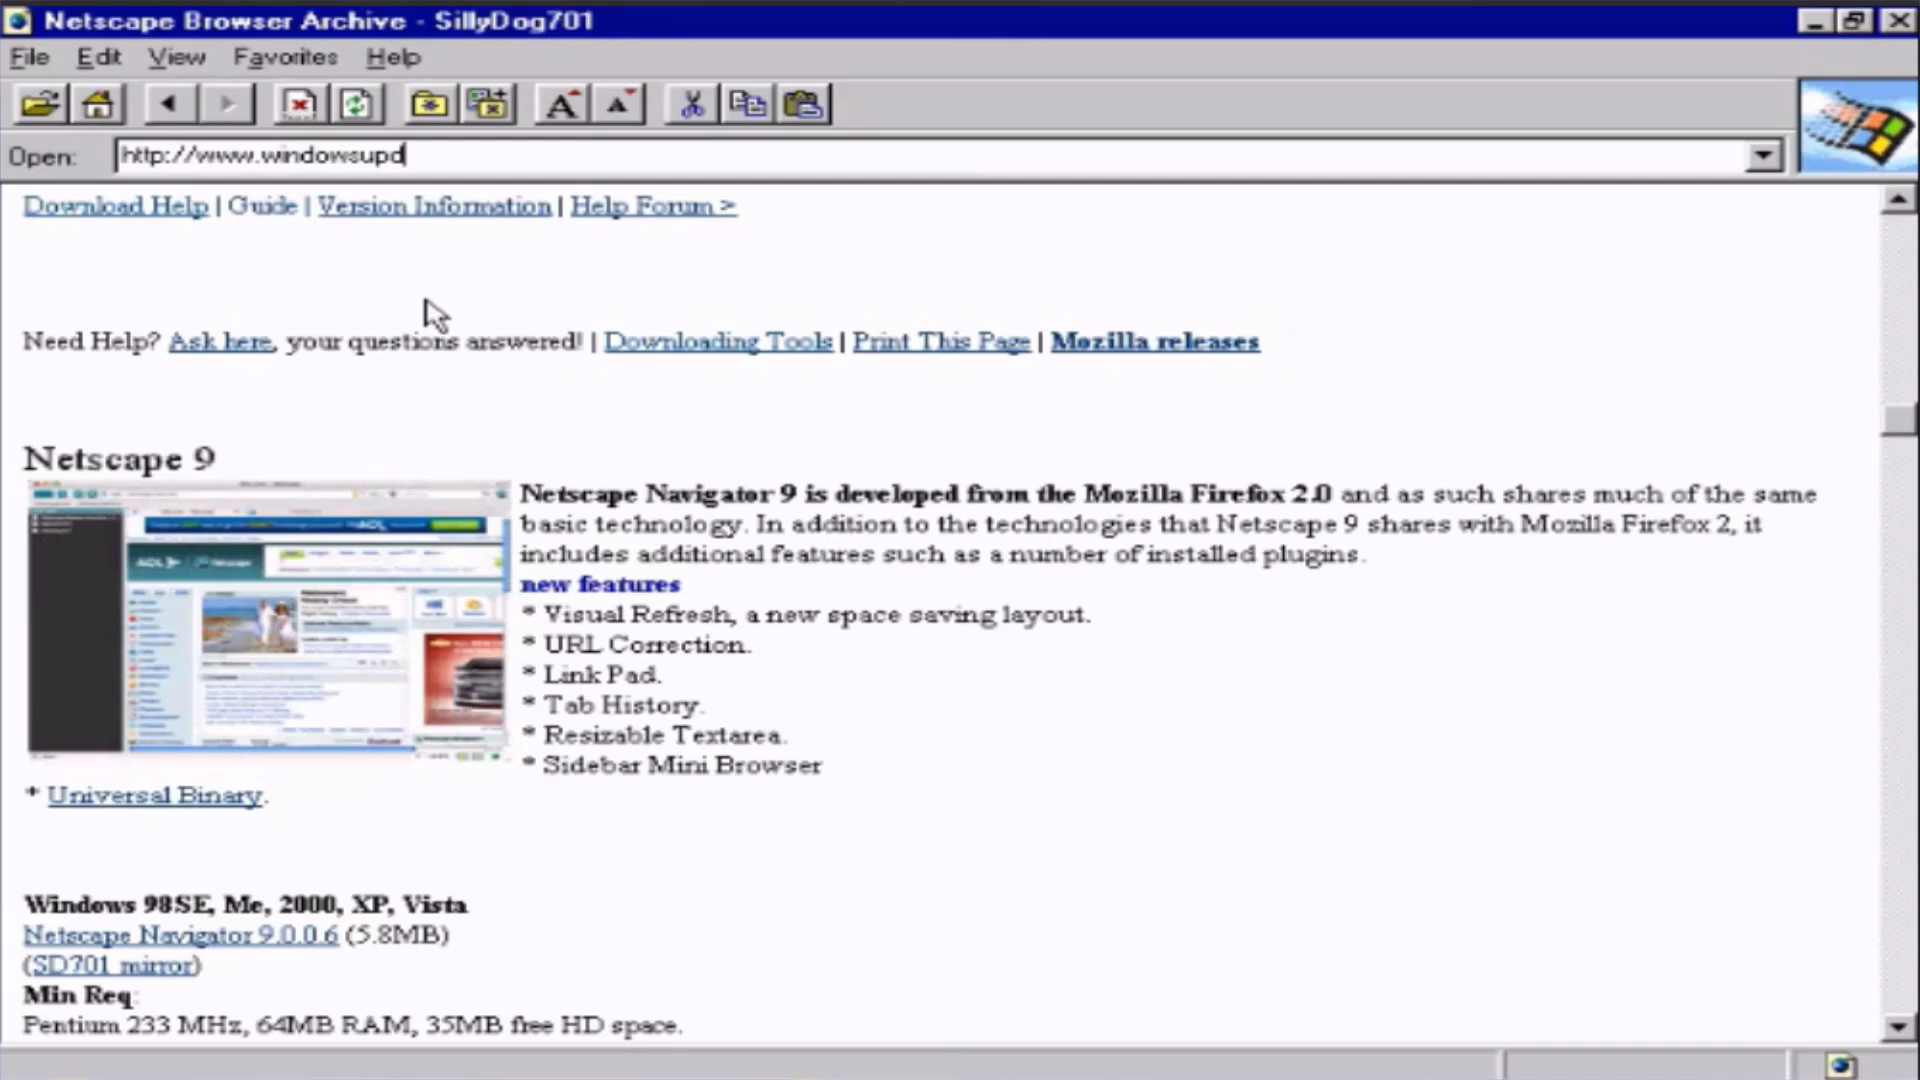 Netscape Browser Archive - SillyDog701
File Edit View Favorites Help
Open: http://www.windowsupd
Download Help | Guide | Version Information | Help Forum >
Need Help? Ask here, your questions answered! | Downloading Tools | Print This Page | Mozilla releases
Netscape 9
Netscape Navigator 9 is developed from the Mozilla Firefox 2.0 and as such shares much of the same
basic technology. In addition to the technologies that Netscape 9 shares with Mozilla Firefox 2, it
includes additional features such as a number of installed plugins.
new features
* Visual Refresh, a new space saving layout.
* URL Correction.
* Link Pad.
* Tab History.
* Resizable Textarea.
* Sidebar Mini Browser
* Universal Binary.
Windows 98SE, Me, 2000, XP, Vista
Netscape Navigator 9.0.0.6 (5.8MB)
(SD701 mirror)
Min Req:
Pentium 233 MHz, 64MB RAM, 35MB free HD space.